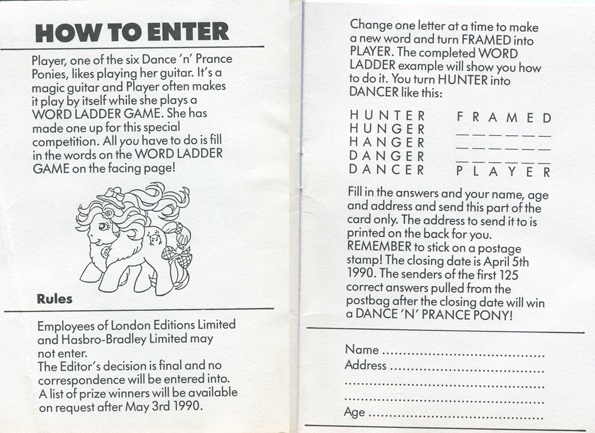 HOW TO ENTER
Player, one of the six Dance 'n' Prance
Ponies, likes playing her guitar. It's a
magic guitar and Player often makes
it play by itself while she plays a
WORD LADDER GAME. She has
made one up for this special
competition. All you have to do is fill
in the words on the WORD LADDER
GAME on the facing page!
Rules
Employees of London Editions Limited
and Hasbro-Bradley Limited may
not enter.
The Editor's decision is final and no
correspondence will be entered into.
A list of prize winners will be available
on request after May 3rd 1990.
Change one letter at a time to make
a new word and turn FRAMED into
PLAYER. The completed WORD
LADDER example will show you how
to do it. You turn HUNTER into
DANCER like this:
HUNTER FRAMED
HUNGER _ _ _ _ _ _
HANGER _ _ _ _ _ _
DANGER _ _ _ _ _ _
DANCER PLAYER
Fill in the answers and your name, age
and address and send this part of the
card only. The address to send it to is
printed on the back for you.
REMEMBER to stick on a postage
stamp! The closing date is April 5th
1990. The senders of the first 125
correct answers pulled from the
postbag after the closing date will win
a DANCE 'N' PRANCE PONY!
Name ......................................
Address ...................................
..............................................
..............................................
Age ........................................